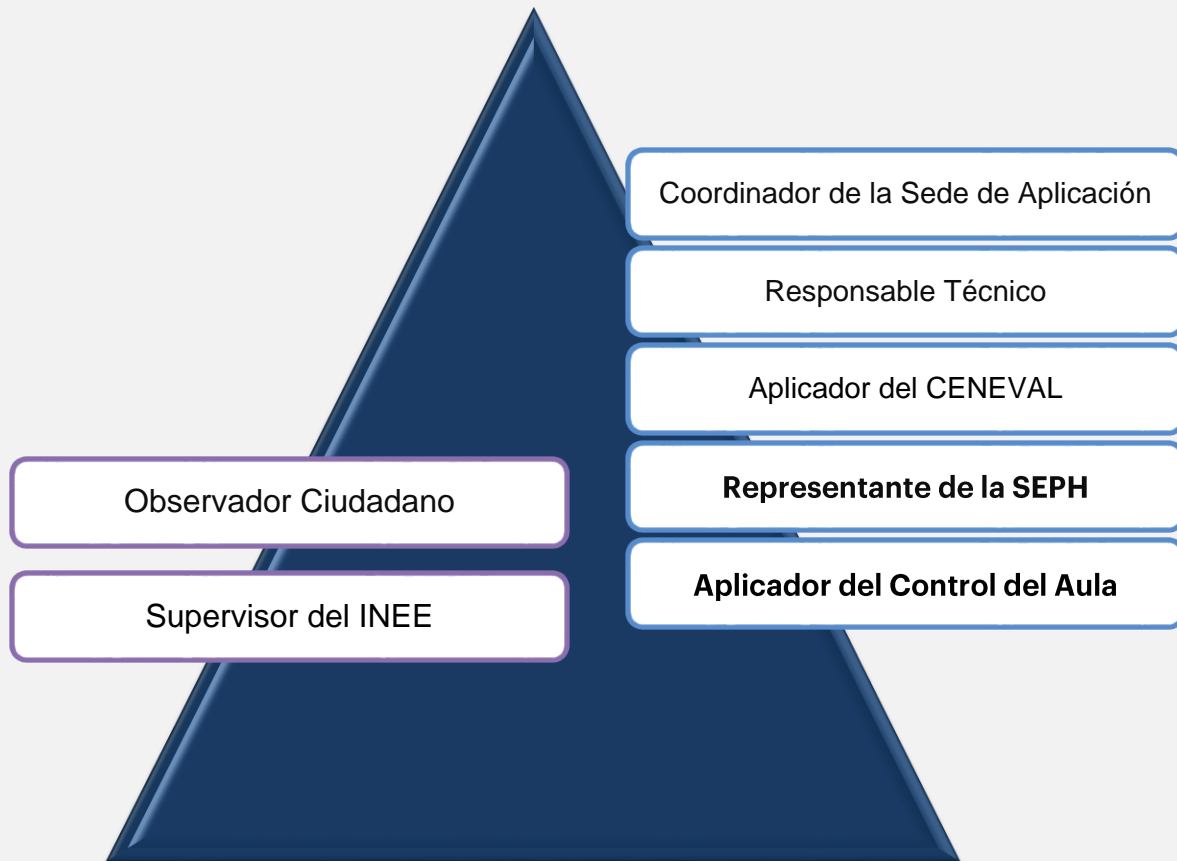 Coordinador de la Sede de Aplicación
Responsable Técnico
Aplicador del CENEVAL
Representante de la SEPH
Aplicador del Control del Aula
Observador Ciudadano
Supervisor del INEE